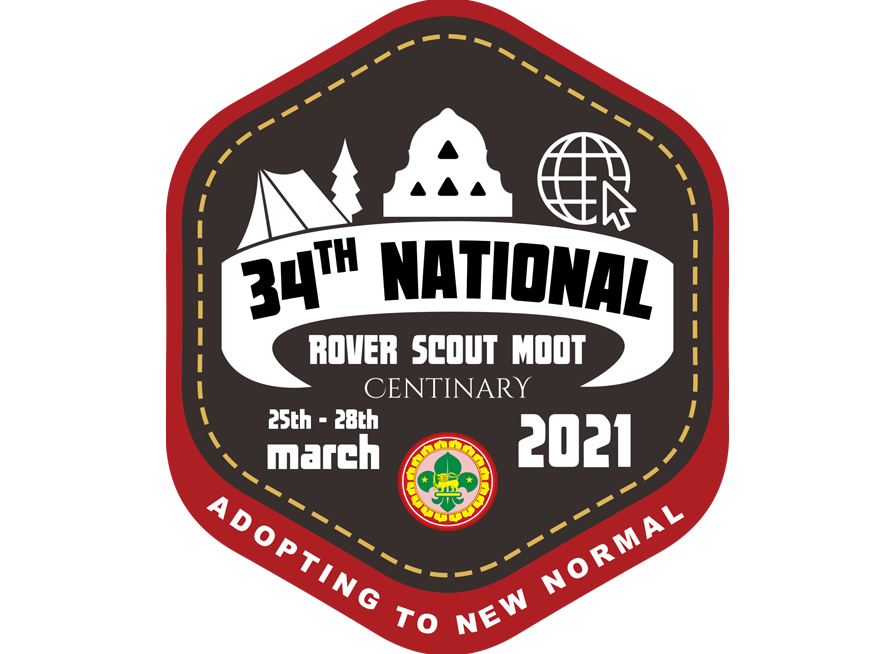 34TH NATIONAL
ROVER SCOUT MOOT
CENTINARY
25th - 28th
march
2021
ADOPTING TO NEW NORMAL